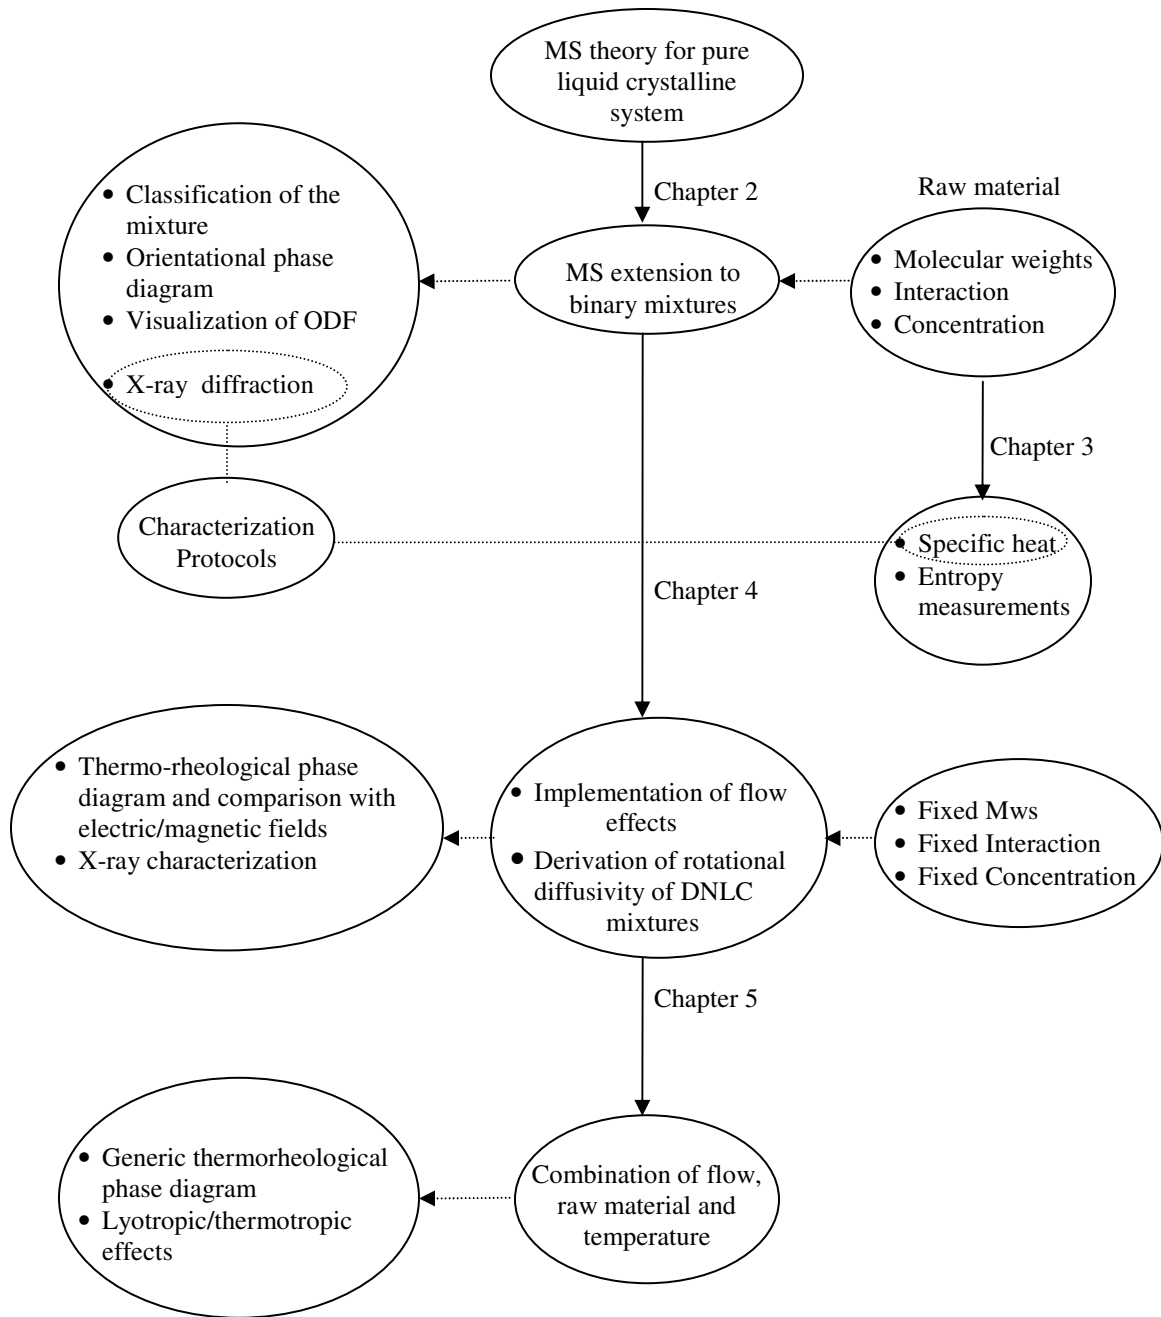 MS theory for pure
liquid crystalline
system
Chapter 2
Raw material
• Classification of the
mixture
• Orientational phase
diagram
• Visualization of ODF
• X-ray diffraction
MS extension to
binary mixtures
• Molecular weights
• Interaction
• Concentration
Chapter 3
Characterization
Protocols
• Specific heat
• Entropy
measurements
Chapter 4
• Thermo-rheological phase
diagram and comparison with
electric/magnetic fields
• X-ray characterization
• Implementation of flow
effects
• Derivation of rotational
diffusivity of DNLC
mixtures
• Fixed Mws
• Fixed Interaction
• Fixed Concentration
Chapter 5
• Generic thermorheological
phase diagram
• Lyotropic/thermotropic
effects
Combination of flow,
raw material and
temperature